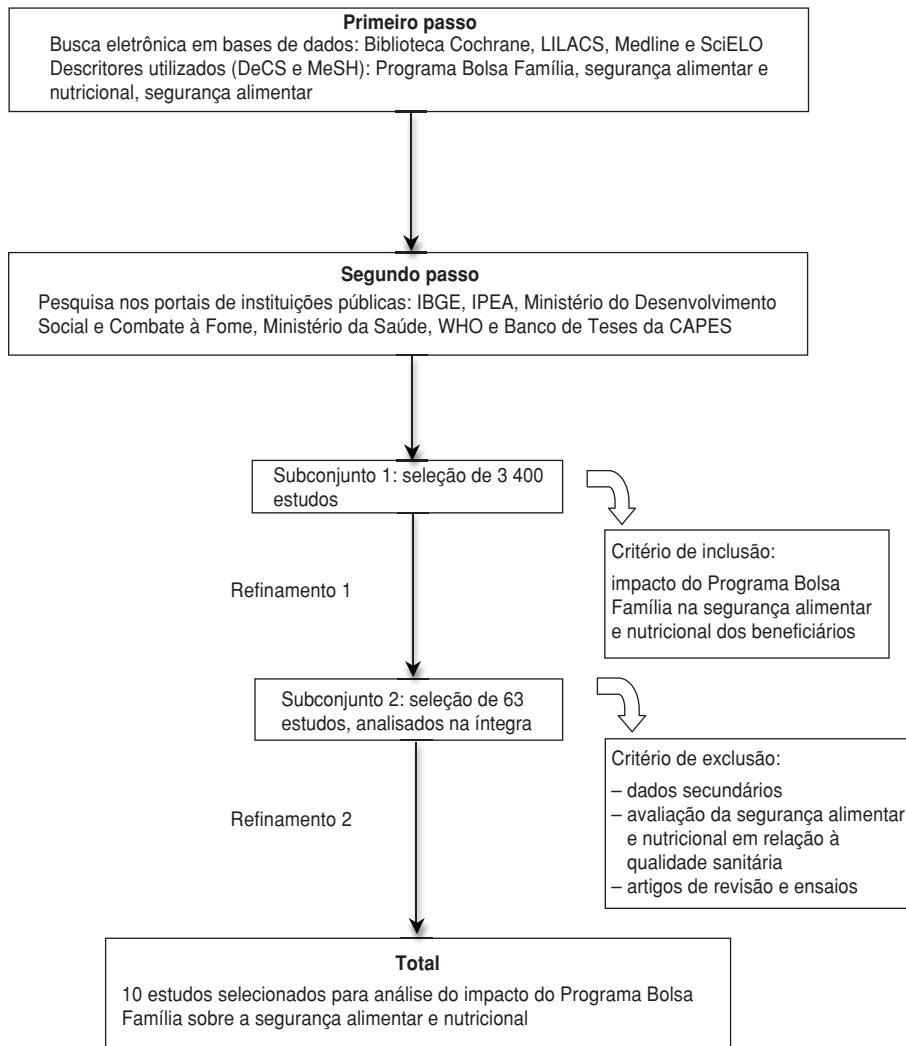 Primeiro passo
Busca eletrônica em bases de dados: Biblioteca Cochrane, LILACS, Medline e SciELO
Descritores utilizados (DeCS e MeSH): Programa Bolsa Família, segurança alimentar e
nutricional, segurança alimentar
Segundo passo
Pesquisa nos portais de instituições públicas: IBGE, IPEA, Ministério do Desenvolvimento
Social e Combate à Fome, Ministério da Saúde, WHO e Banco de Teses da CAPES
Subconjunto 1: seleção de 3 400
estudos
Critério de inclusão:
impacto do Programa Bolsa
Família na segurança alimentar
e nutricional dos beneficiários
Refinamento 1
Subconjunto 2: seleção de 63
estudos, analisados na íntegra
Critério de exclusão:
– dados secundários
– avaliação da segurança alimentar
e nutricional em relação à
qualidade sanitária
– artigos de revisão e ensaios
Refinamento 2
Total
10 estudos selecionados para análise do impacto do Programa Bolsa
Família sobre a segurança alimentar e nutricional